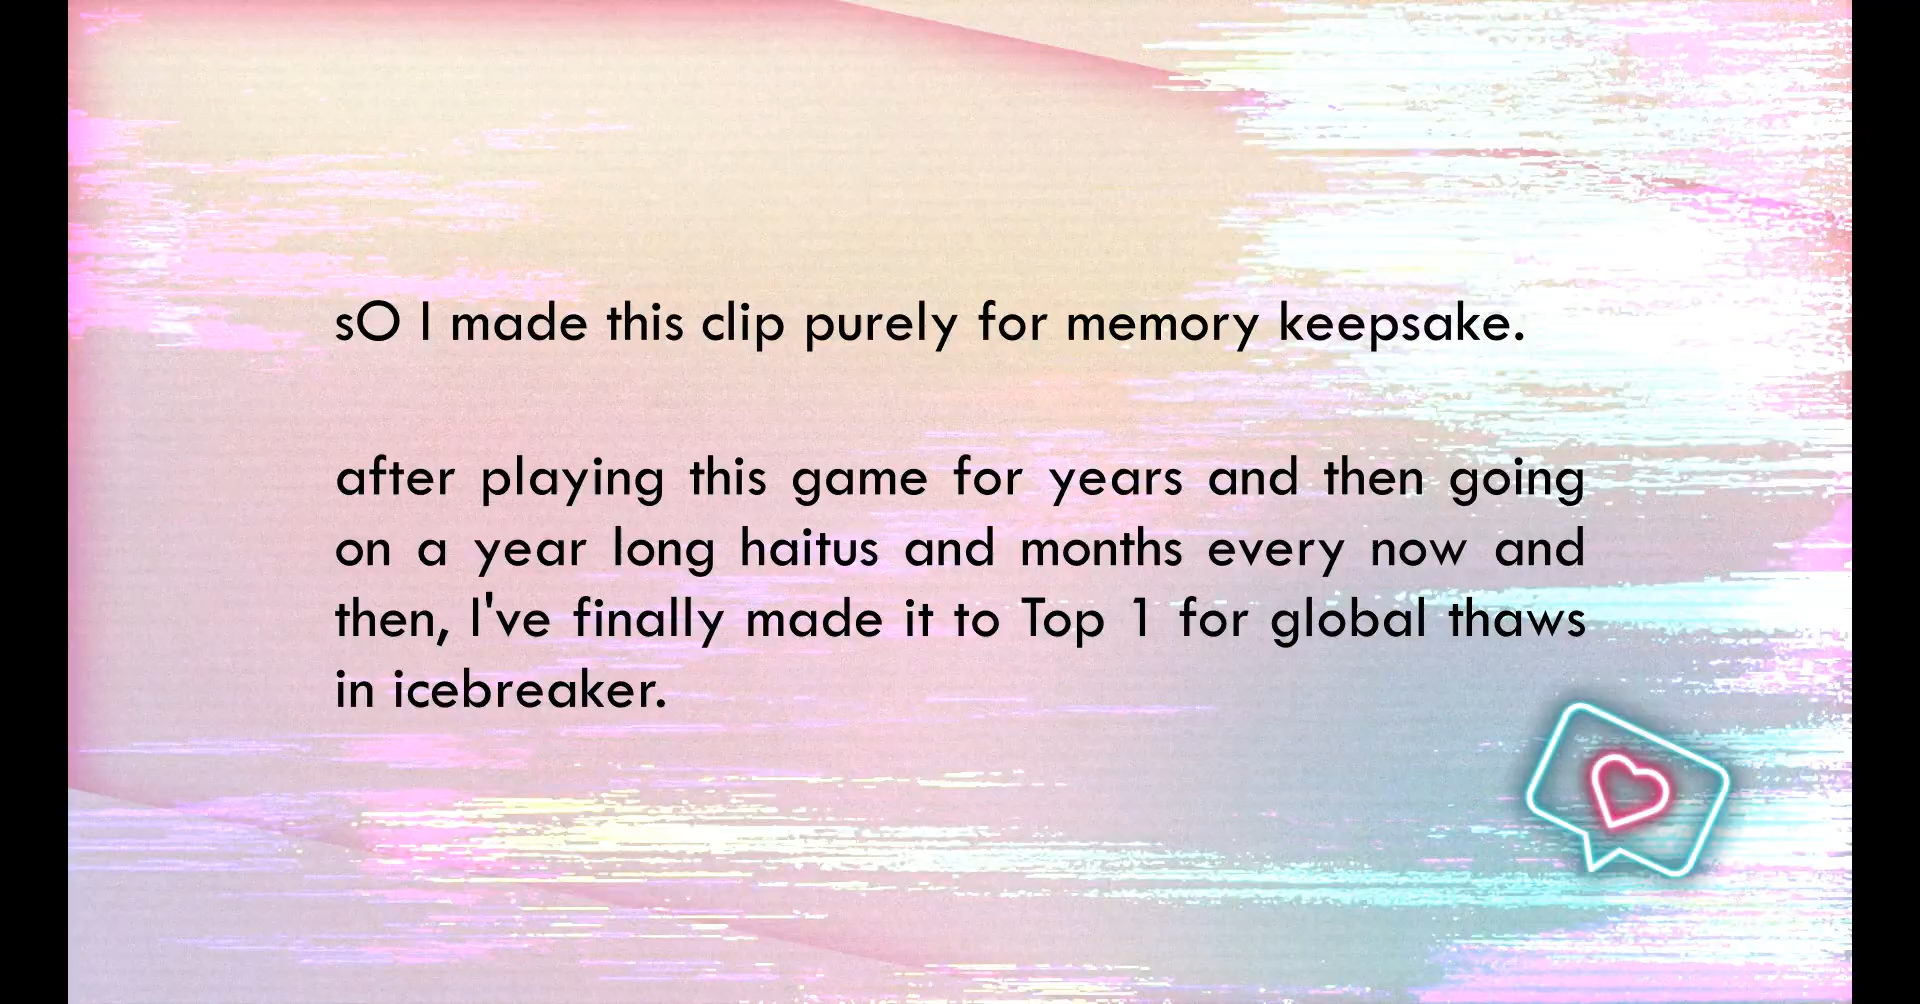 sO I made this clip purely for memory keepsake.
after playing this game for years and then going
on a year long haitus and months every now and
then, I've finally made it to Top 1 for global thaws
in icebreaker.